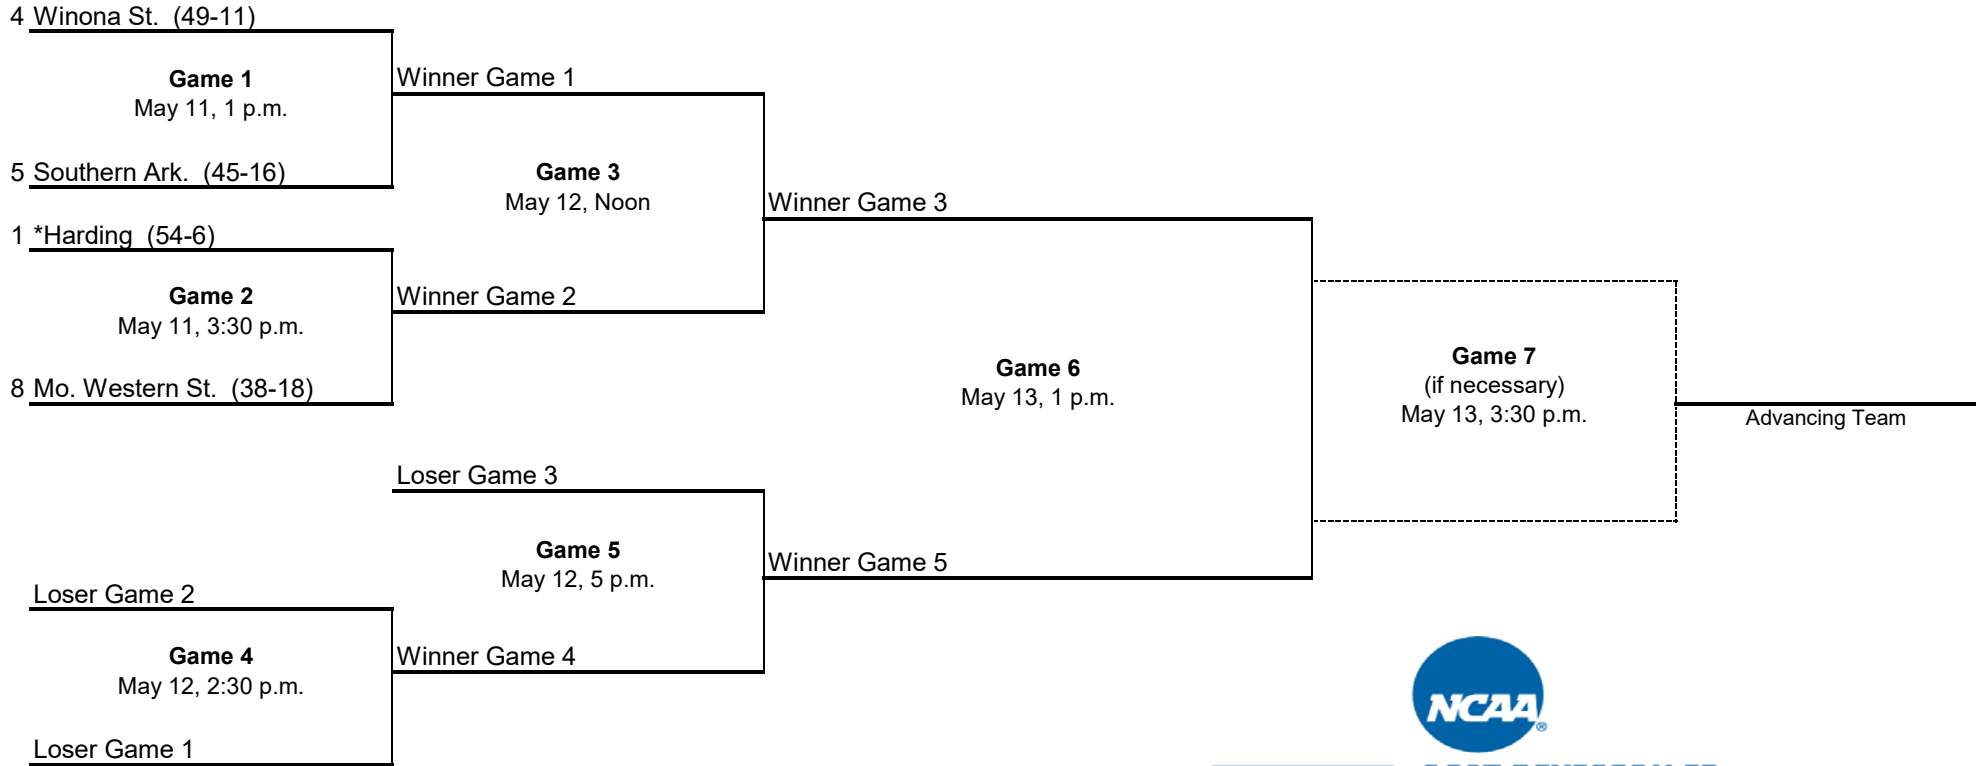 4 Winona St. (49-11)
Game 1
May 11, 1 p.m.
5 Southern Ark. (45-16)
Winner Game 1
Game 3
May 12, Noon
1 *Harding (54-6)
Game 2
May 11, 3:30 p.m.
8 Mo. Western St. (38-18)
Winner Game 2
Winner Game 3
Game 6
May 13, 1 p.m.
Game 7
(if necessary)
May 13, 3:30 p.m.
Advancing Team
Loser Game 3
Game 5
May 12, 5 p.m.
Winner Game 5
Loser Game 2
Game 4
May 12, 2:30 p.m.
Winner Game 4
Loser Game 1
NCAA®